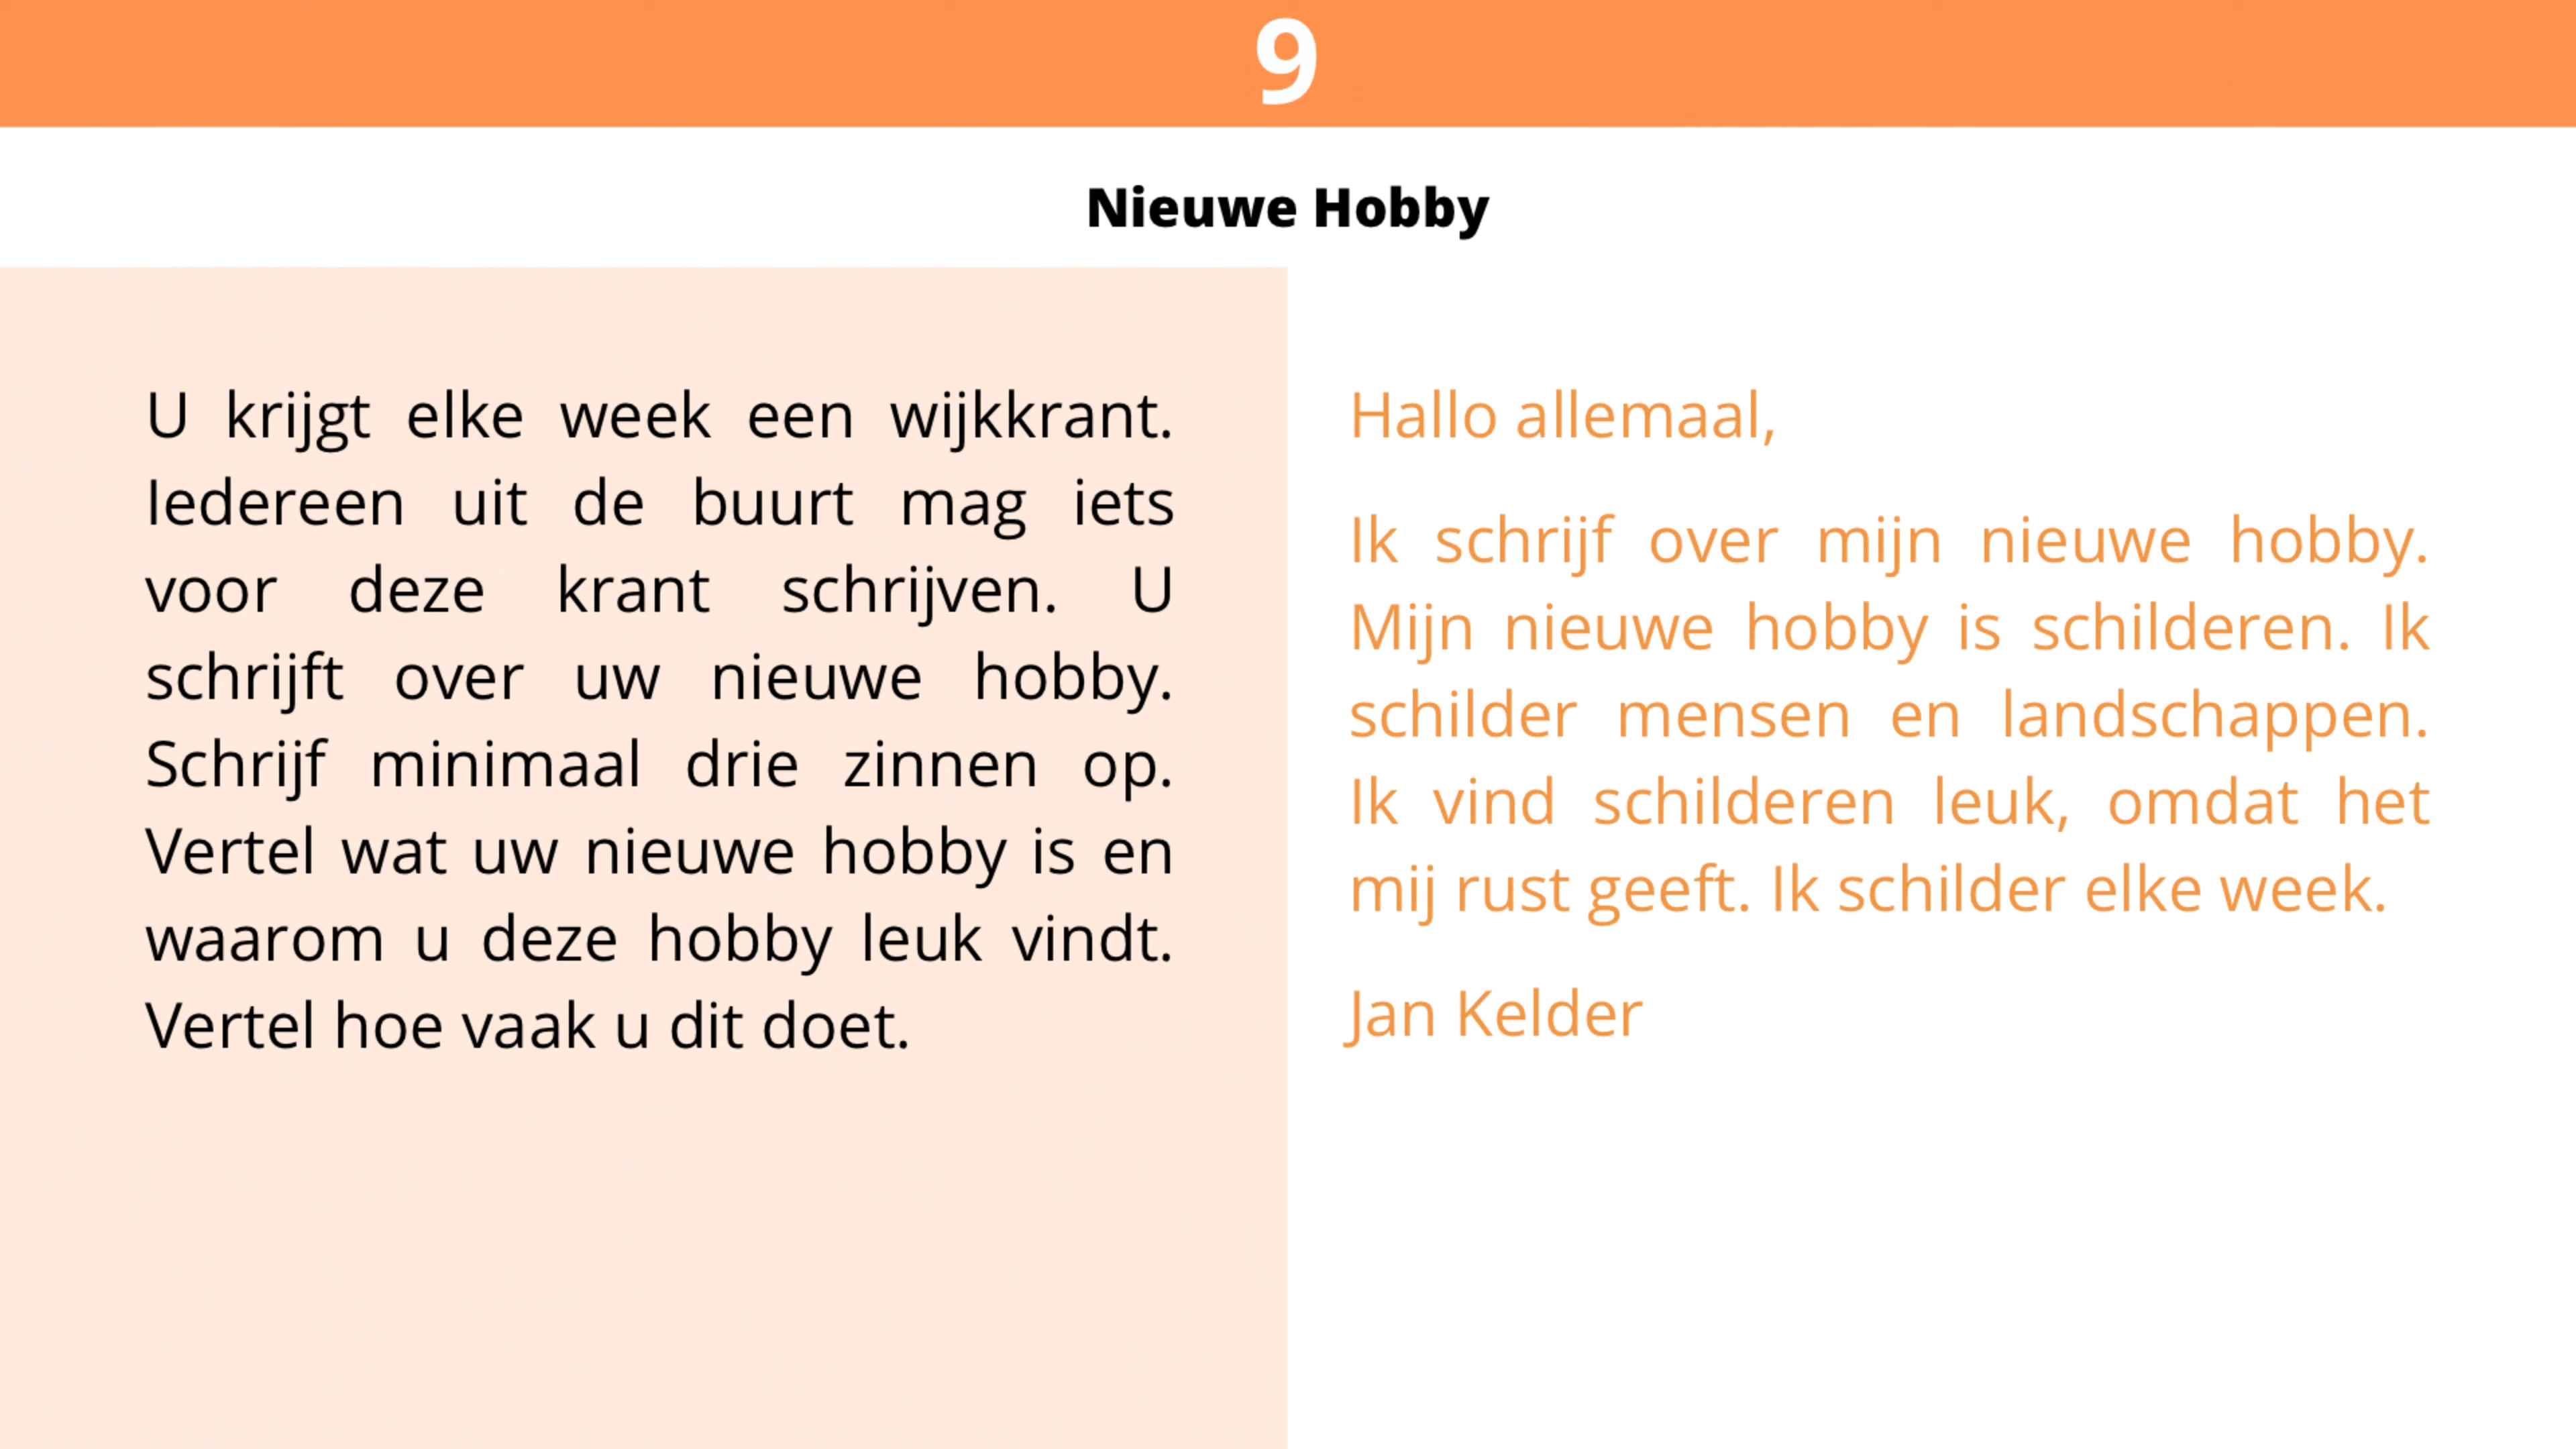 9
Nieuwe Hobby
U krijgt elke week een wijkkrant.
Iedereen uit de buurt mag iets
voor deze krant schrijven. U
schrijft over uw nieuwe hobby.
Schrijf minimaal drie zinnen op.
Vertel wat uw nieuwe hobby is en
waarom u deze hobby leuk vindt.
Vertel hoe vaak u dit doet.
Hallo allemaal,
Ik schrijf over mijn nieuwe hobby.
Mijn nieuwe hobby is schilderen. Ik
schilder mensen en landschappen.
Ik vind schilderen leuk, omdat het
mij rust geeft. Ik schilder elke week.
Jan Kelder